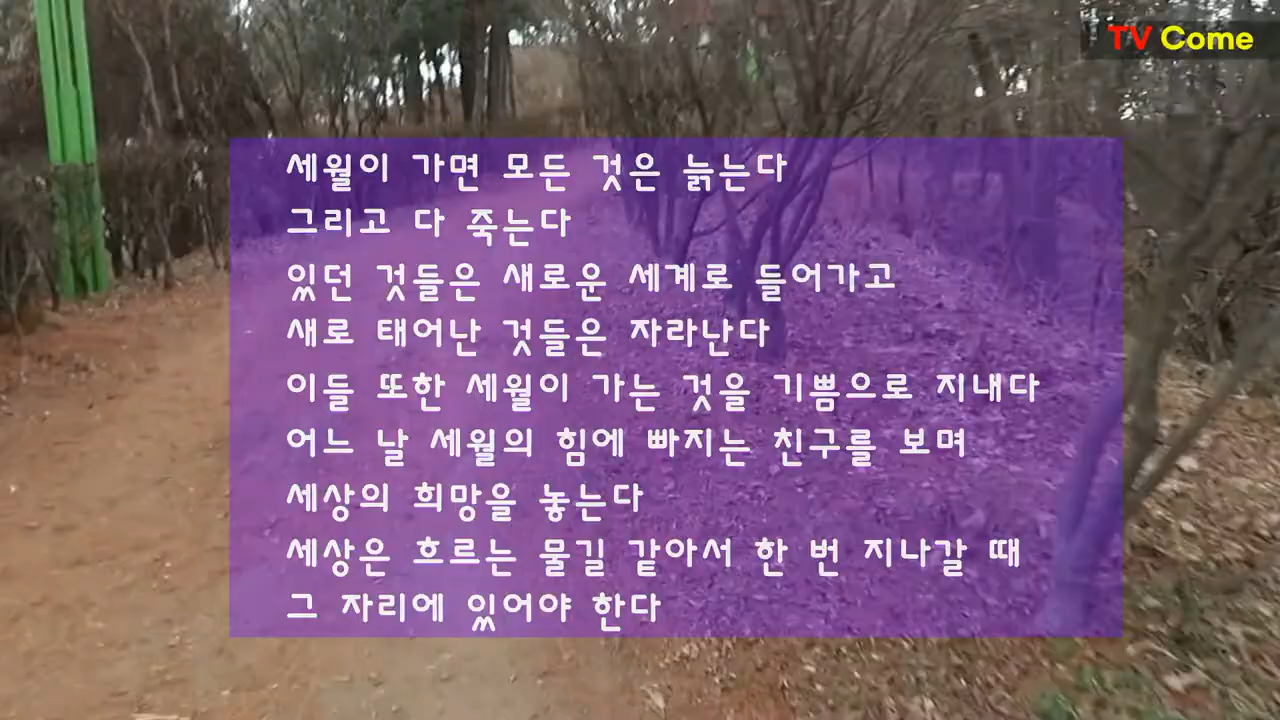 TV Come
세월이 가면 모든 것은 늙는다
그리고 다 죽는다
있던 것들은 새로운 세계로 들어가고
새로 태어난 것들은 자라난다
이들 또한 세월이 가는 것을 기쁨으로 지내다
어느 날 세월의 힘에 빠지는 친구를 보며
세상의 희망을 놓는다
세상은 흐르는 물길 같아서 한 번 지나갈 때
그 자리에 있어야 한다